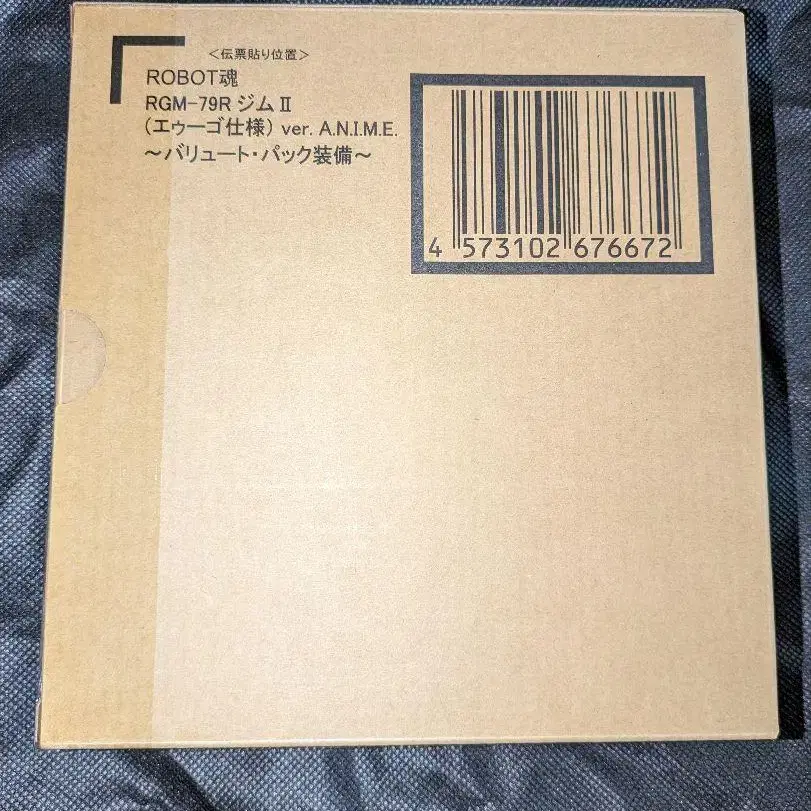 ＜伝票貼り位置＞
ROBOT魂
RGM-79R ジムⅡ
（エゥーゴ仕様） ver. A.N.I.M.E.
～バリュート・パック装備～
4 573102 676672